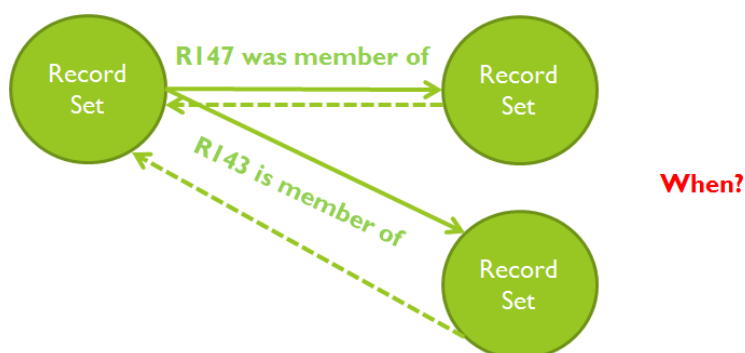 Record
Set
R147 was member of
Record
Set
R143 is member of
When?
Record
Set